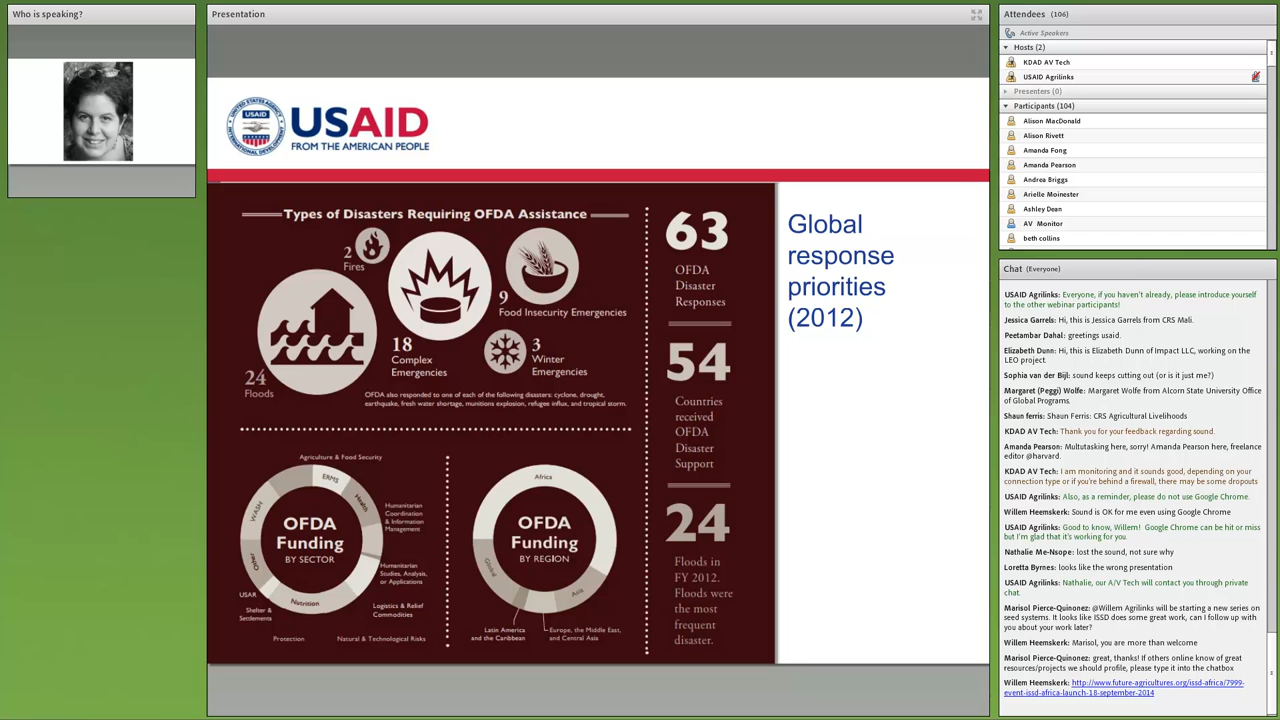 Who is speaking?
Presentation
USAID
UNITED STATES AGENCY
INTERNATIONAL DEVELOPMENT
USAID
FROM THE AMERICAN PEOPLE
Types of Disasters Requiring OFDA Assistance
2
Fires
9
Food Insecurity Emergencies
18
Complex
Emergencies
3
Winter
Emergencies
24
Floods
OFDA also responded to one of each of the following disasters: cyclone, drought,
earthquake, fresh water shortage, munitions explosion, refugee influx, and tropical storm.
63
OFDA
Disaster
Responses
54
Countries
received
OFDA
Disaster
Support
24
Floods in
FY 2012.
Floods were
the most
frequent
disaster.
Agriculture & Food Security
ERMS
Health
Humanitarian
Coordination
& Information
Management
Humanitarian
Studies, Analysis,
or Applications
Logistics & Relief
Commodities
Natural & Technological Risks
Nutrition
Protection
Shelter &
Settlements
USAR
WASH
OFDA
Funding
BY SECTOR
Africa
Asia
Europe, the Middle East,
and Central Asia
Latin America
and the Caribbean
Global
OFDA
Funding
BY REGION
Global
response
priorities
(2012)
Attendees (106)
Active Speakers
Hosts (2)
KDAD AV Tech
USAID Agrilinks
Presenters (0)
Participants (104)
Alison MacDonald
Alison Rivett
Amanda Fong
Amanda Pearson
Andrea Briggs
Arielle Moinester
Ashley Dean
AV Monitor
beth collins
Chat (Everyone)
USAID Agrilinks: Everyone, if you haven't already, please introduce yourself
to the other webinar participants!
Jessica Garrels: Hi, this is Jessica Garrels from CRS Mali.
Peetambar Dahal: greetings usaid.
Elizabeth Dunn: Hi, this is Elizabeth Dunn of Impact LLC, working on the
LEO project.
Sophia van der Bijl: sound keeps cutting out (or is it just me?)
Margaret (Peggi) Wolfe: Margaret Wolfe from Alcorn State University Office
of Global Programs.
Shaun ferris: Shaun Ferris: CRS Agricultural Livelihoods
KDAD AV Tech: Thank you for your feedback regarding sound.
Amanda Pearson: Multutasking here, sorry! Amanda Pearson here, freelance
editor @harvard.
KDAD AV Tech: I am monitoring and it sounds good, depending on your
connection type or if you're behind a firewall, there may be some dropouts
USAID Agrilinks: Also, as a reminder, please do not use Google Chrome.
Willem Heemskerk: Sound is OK for me even using Google Chrome
USAID Agrilinks: Good to know, Willem! Google Chrome can be hit or miss
but I'm glad that it's working for you.
Nathalie Me-Nsope: lost the sound, not sure why
Loretta Byrnes: looks like the wrong presentation
USAID Agrilinks: Nathalie, our A/V Tech will contact you through private
chat.
Marisol Pierce-Quinonez: @Willem Agrilinks will be starting a new series on
seed systems. It looks like ISSD does some great work, can I follow up with
you about your work later?
Willem Heemskerk: Marisol, you are more than welcome
Marisol Pierce-Quinonez: great, thanks! If others online know of great
resources/projects we should profile, please type it into the chatbox
Willem Heemskerk: http://www.future-agricultures.org/issd-africa/7999-
event-issd-africa-launch-18-september-2014